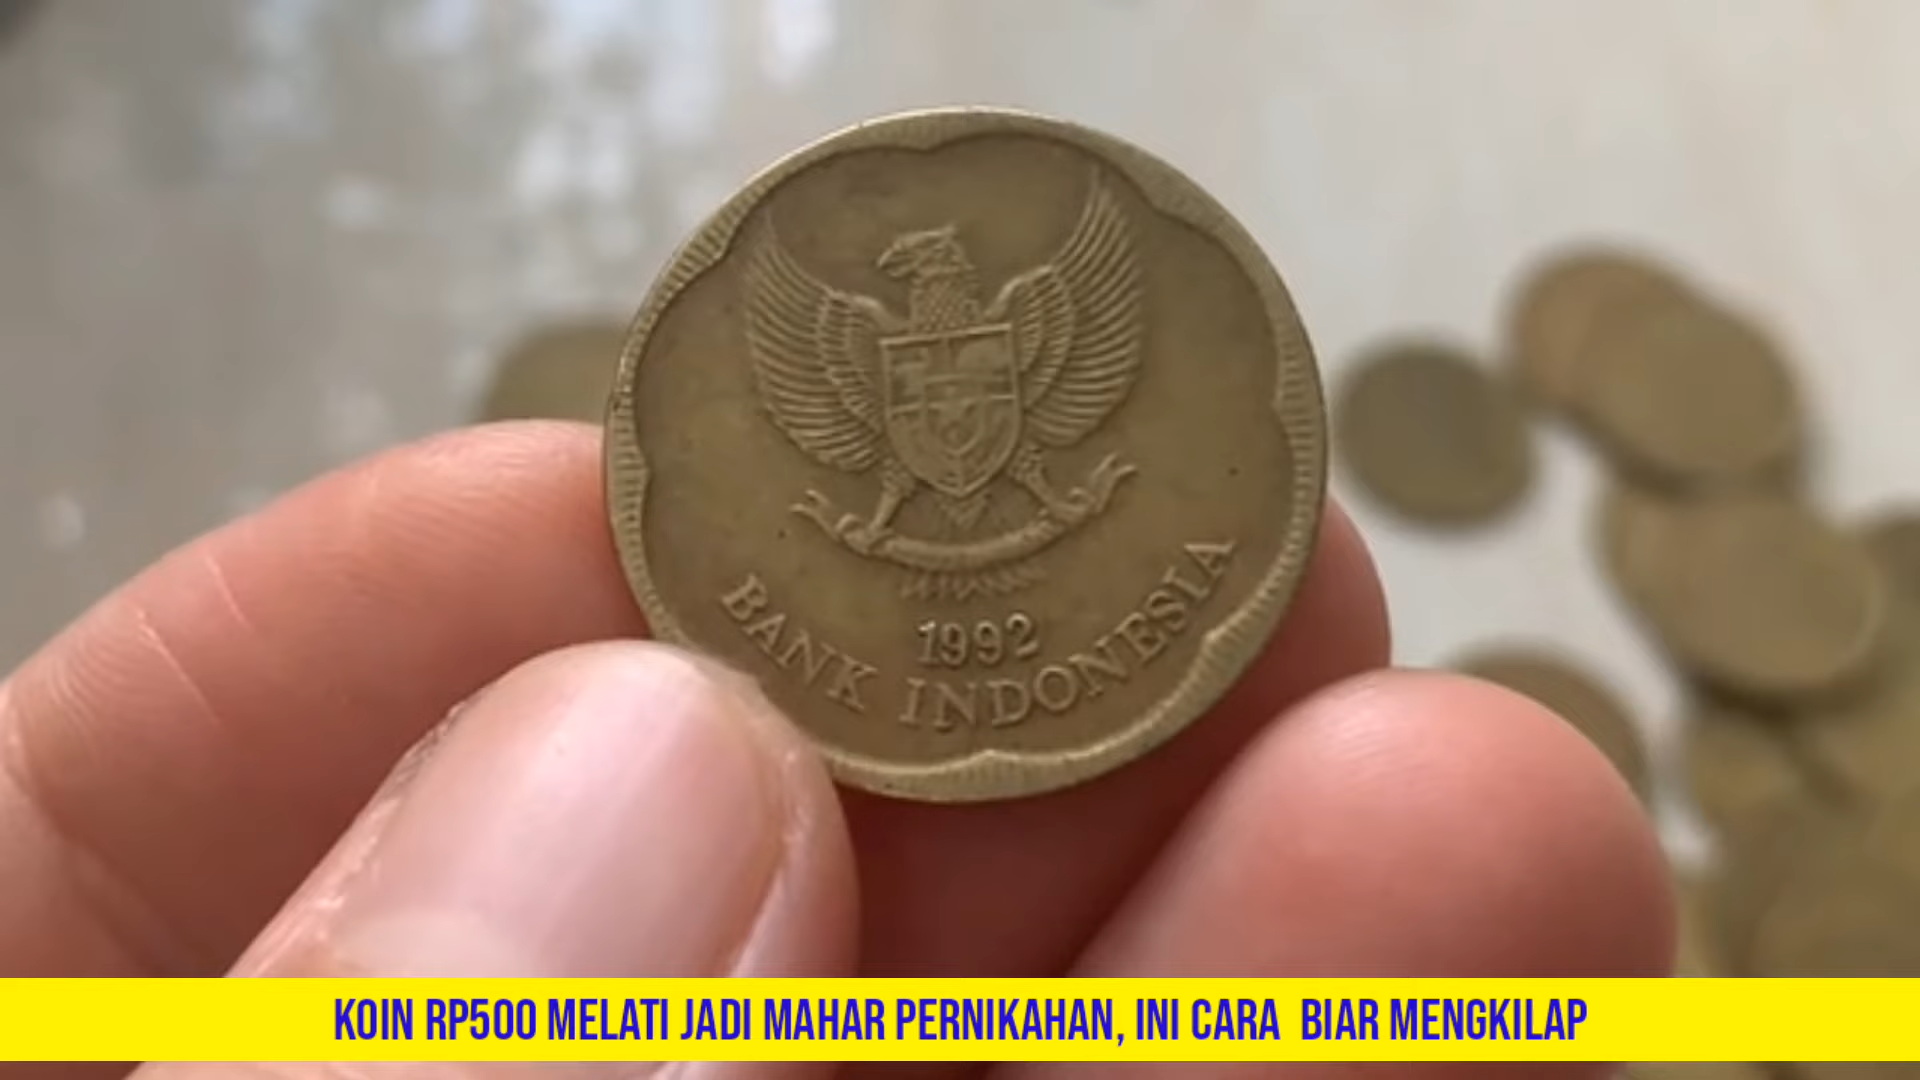 1992
BANK INDONESIA
KOIN RP500 MELATI JADI MAHAR PERNIKAHAN, INI CARA BIAR MENGKILAP